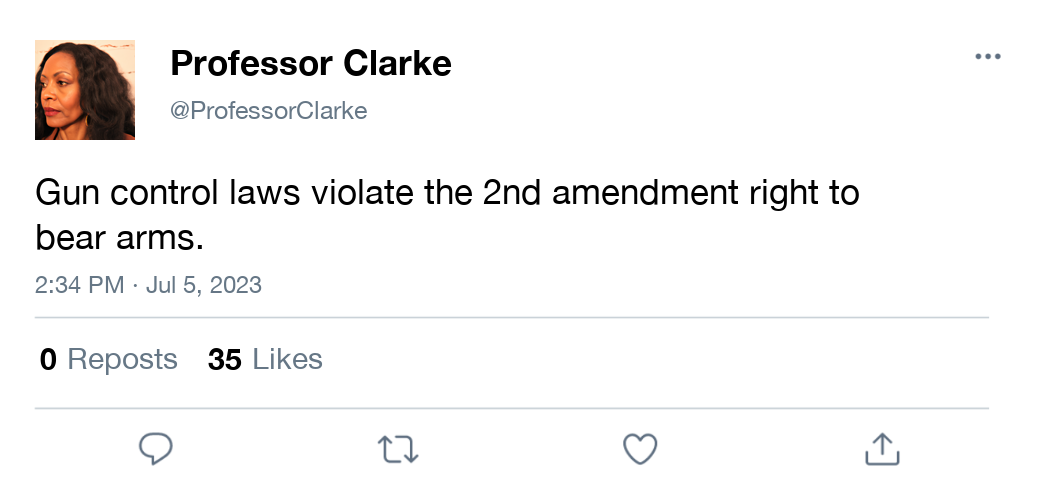 Professor Clarke
@ProfessorClarke
Gun control laws violate the 2nd amendment right to
bear arms.
2:34 PM · Jul 5, 2023
0 Reposts 35 Likes